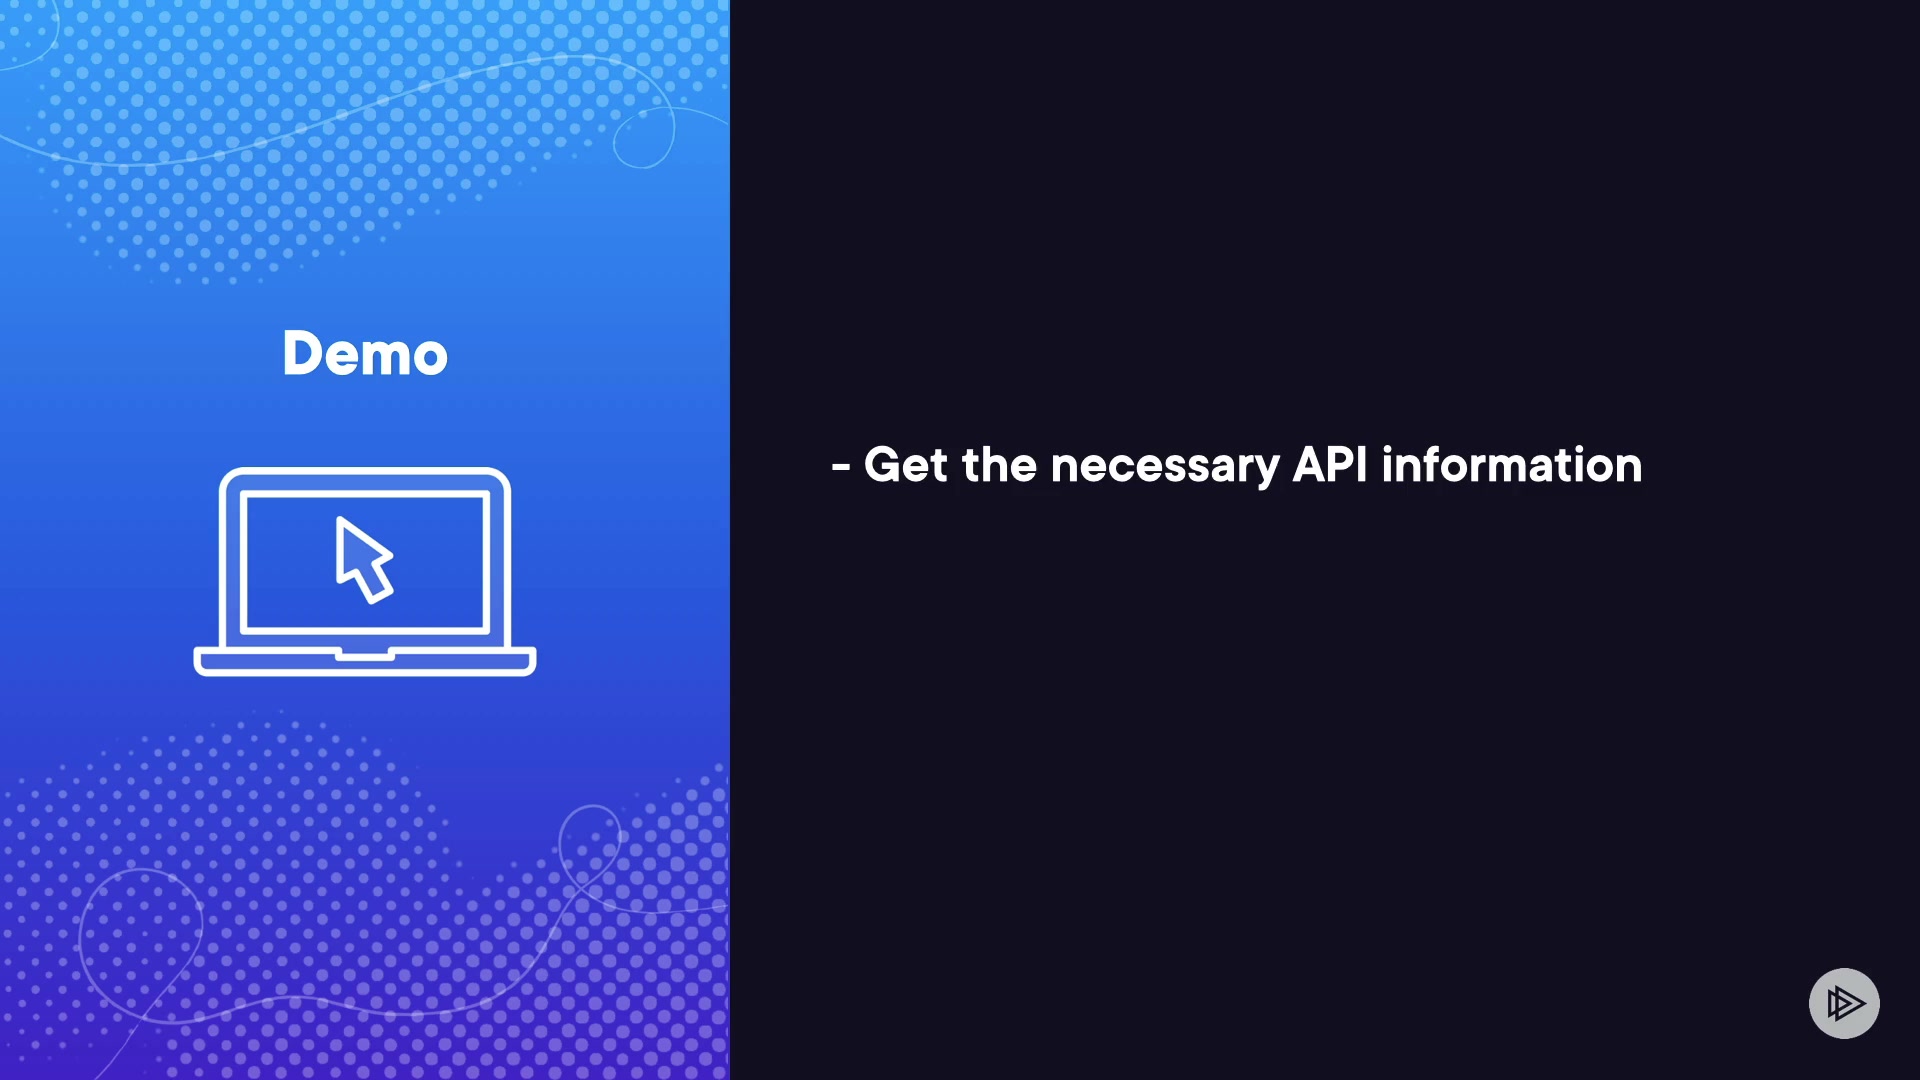 Demo
- Get the necessary API information